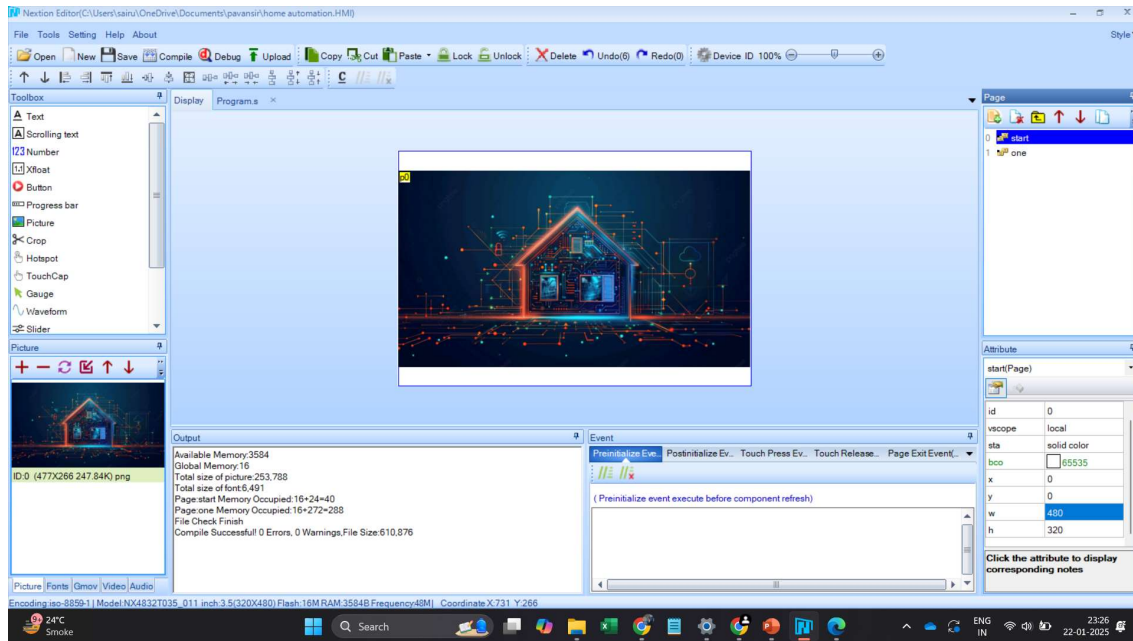 Nextion Editor(C:\Users\sairu\OneDrive\Documents\pavansir\home automation.HMI)
File Tools Setting Help About
Style
Open New Save Compile Debug Upload Copy Cut Paste Lock Unlock Delete Undo(6) Redo(0) Device ID 100%
Toolbox
Display Program.s
Page
A Text
A Scrolling text
123 Number
1.1 Xfloat
Button
Progress bar
Picture
Crop
Hotspot
TouchCap
Gauge
Waveform
Slider
p0
0 start
1 one
Picture
ID:0 (477X266 247.84K) png
Picture Fonts Gmov Video Audio
Output
Available Memory:3584
Global Memory:16
Total size of picture:253,788
Total size of font:6,491
Page:start Memory Occupied:16+24=40
Page:one Memory Occupied:16+272=288
File Check Finish
Compile Successful! 0 Errors, 0 Warnings,File Size:610,876
Event
Preinitialize Eve... Postinitialize Ev... Touch Press Ev... Touch Release... Page Exit Event(...
( Preinitialize event execute before component refresh)
Attribute
start(Page)
id 0
vscope local
sta solid color
bco 65535
x 0
y 0
w 480
h 320
Click the attribute to display
corresponding notes
Encoding:iso-8859-1 | Model:NX4832T035_011 inch:3.5(320X480) Flash:16M RAM:3584B Frequency:48M | Coordinate X:731 Y:266
24°C
Smoke
Search
ENG
IN
23:26
22-01-2025